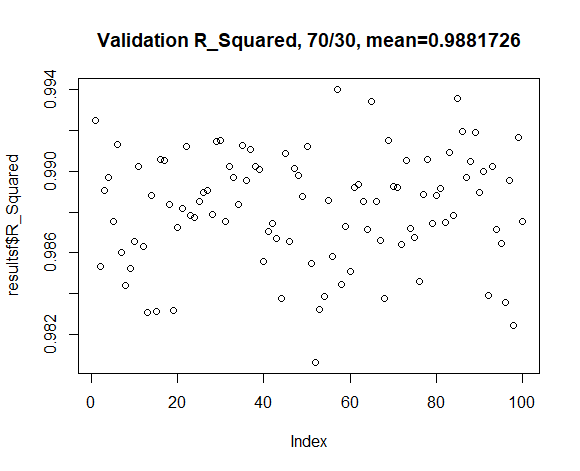 Validation R_Squared, 70/30, mean=0.9881726
resultsf$R_Squared
0.994
0.990
0.986
0.982
0 20 40 60 80 100
Index